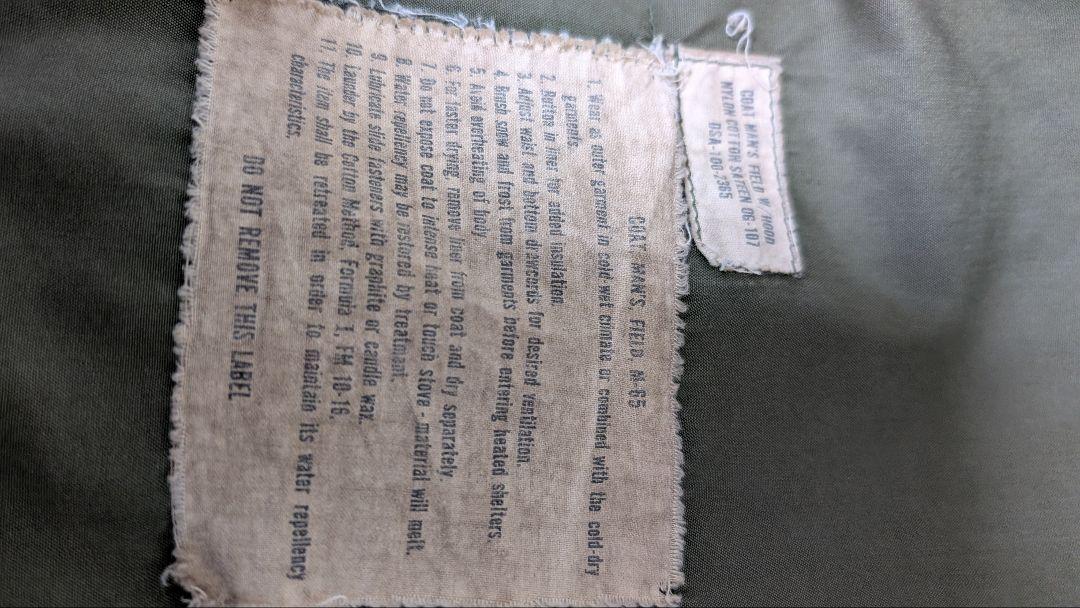 COAT MAN'S FIELD W/ HOOD
NYLON COTTON SATEEN OG-107
DSA-100-395
COAT MAN'S FIELD M-65
1. Wear as outer garment in cold wet climate or combined with the cold-dry
garments.
2. Button in liner for added insulation.
3. Adjust waist and bottom drawcords for desired ventilation.
4. Brush snow and frost from garments before entering heated shelters.
5. Avoid overheating of body.
6. For faster drying, remove liner from coat and dry separately.
7. Do not expose coat to intense heat or touch stove - material will melt.
8. Water repellency may be restored by treatment.
9. Lubricate slide fasteners with graphite or candle wax.
10. Launder by the Cotton Method, Formula I, FM 10-16.
11. The item shall be retreated in order to maintain its water repellency
characteristics.
DO NOT REMOVE THIS LABEL